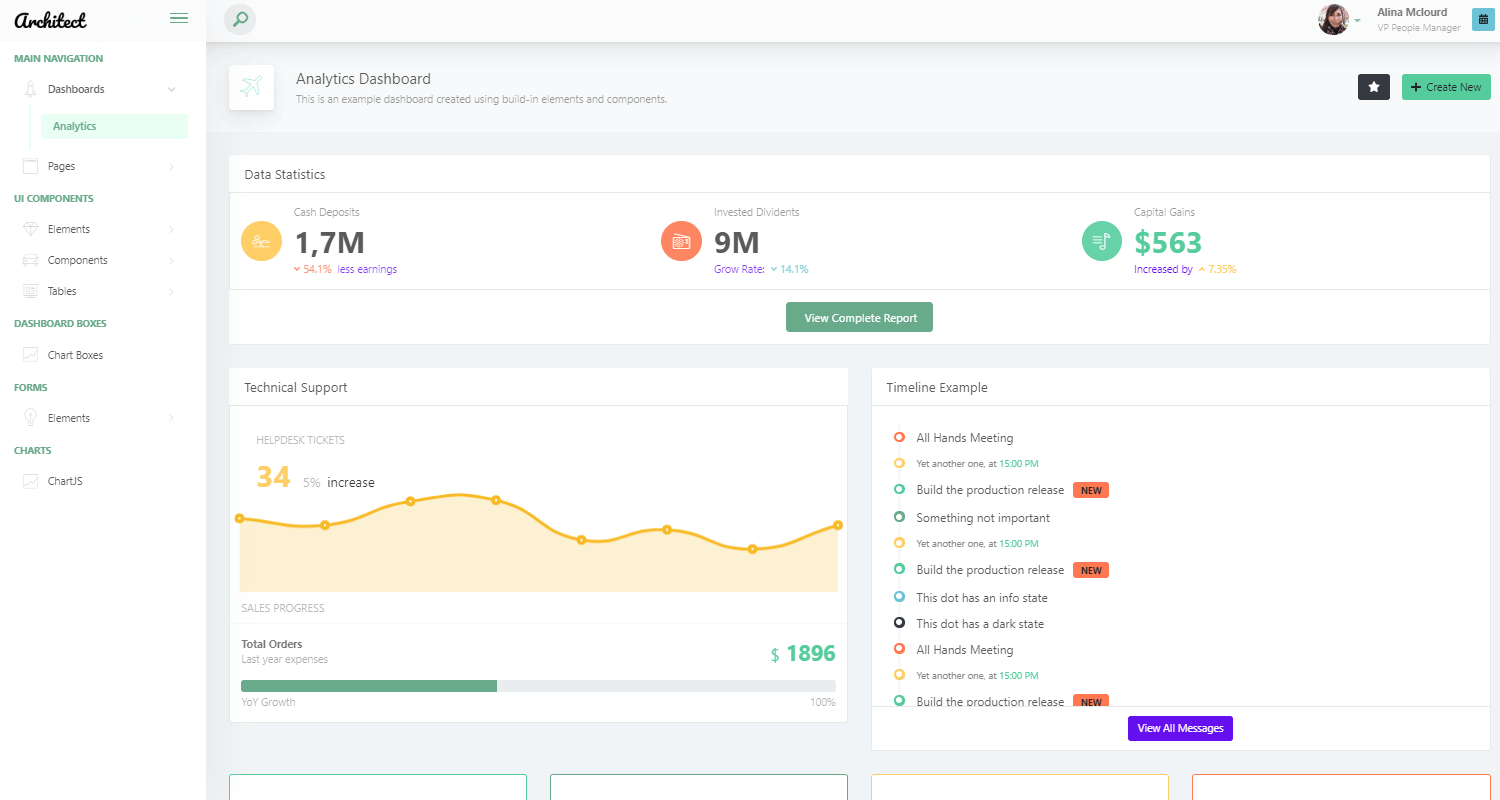 Architect
Alina Mclourd
VP People Manager
MAIN NAVIGATION
Dashboards
Analytics
Pages
UI COMPONENTS
Elements
Components
Tables
DASHBOARD BOXES
Chart Boxes
FORMS
Elements
CHARTS
ChartJS
Analytics Dashboard
This is an example dashboard created using build-in elements and components.
Create New
Data Statistics
Cash Deposits
1,7M
54.1% less earnings
Invested Dividents
9M
Grow Rate: 14.1%
Capital Gains
$563
Increased by 7.35%
View Complete Report
Technical Support
HELPDESK TICKETS
34 5% increase
SALES PROGRESS
Total Orders
Last year expenses
$ 1896
YoY Growth 100%
Timeline Example
All Hands Meeting
Yet another one, at 15:00 PM
Build the production release NEW
Something not important
Yet another one, at 15:00 PM
Build the production release NEW
This dot has an info state
This dot has a dark state
All Hands Meeting
Yet another one, at 15:00 PM
Build the production release NEW
View All Messages